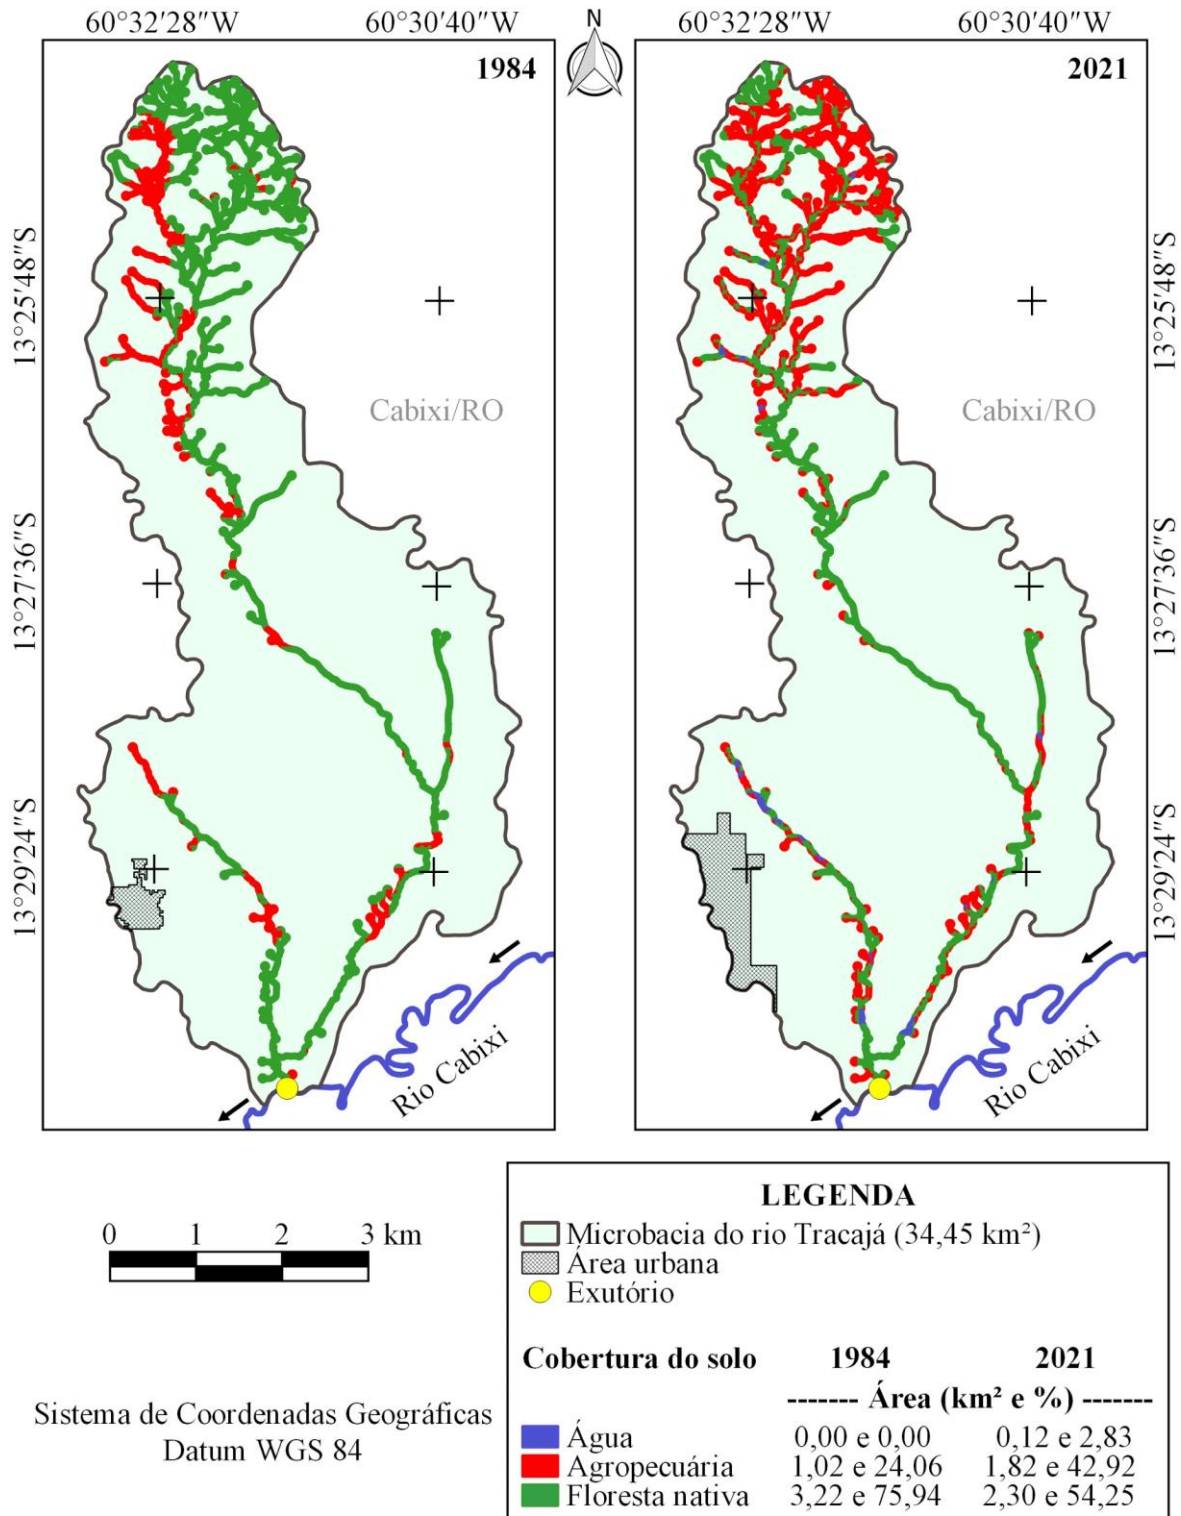 60°32'28"W 60°30'40"W N 60°32'28"W 60°30'40"W
1984 2021
13°25'48"S 13°25'48"S
Cabixi/RO Cabixi/RO
13°27'36"S 13°27'36"S
13°29'24"S 13°29'24"S
Rio Cabixi Rio Cabixi
0 1 2 3 km
Sistema de Coordenadas Geográficas
Datum WGS 84
LEGENDA
Microbacia do rio Tracajá (34,45 km²)
Área urbana
Exutório
Cobertura do solo 1984 2021
------- Área (km² e %) -------
Água 0,00 e 0,00 0,12 e 2,83
Agropecuária 1,02 e 24,06 1,82 e 42,92
Floresta nativa 3,22 e 75,94 2,30 e 54,25